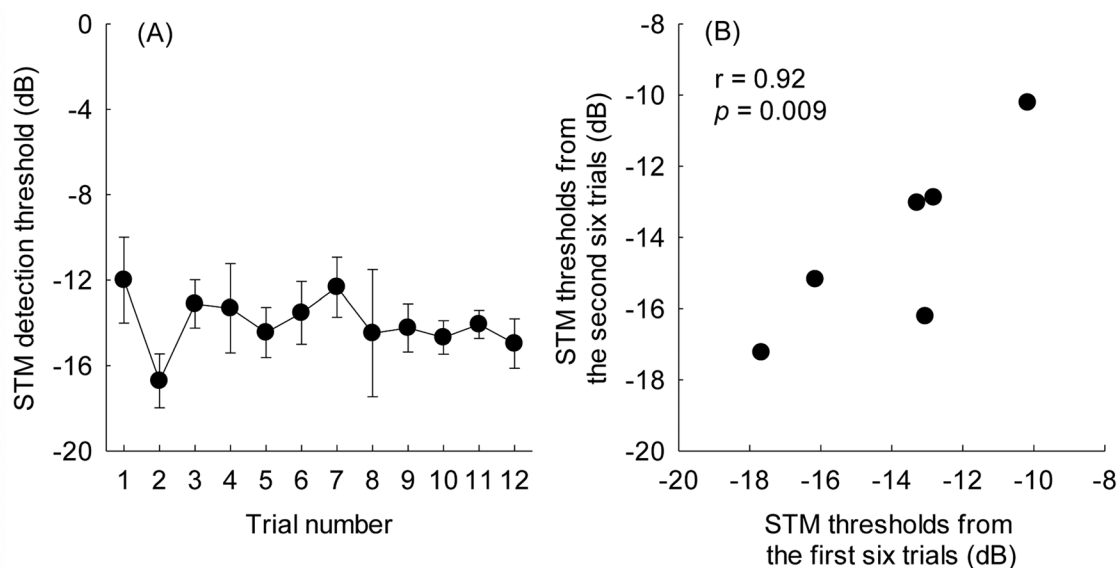 (A)
STM detection threshold (dB)
0
-4
-8
-12
-16
-20
1 2 3 4 5 6 7 8 9 10 11 12
Trial number
(B)
r = 0.92
p = 0.009
STM thresholds from
the second six trials (dB)
-8
-10
-12
-14
-16
-18
-20
-20 -18 -16 -14 -12 -10 -8
STM thresholds from
the first six trials (dB)